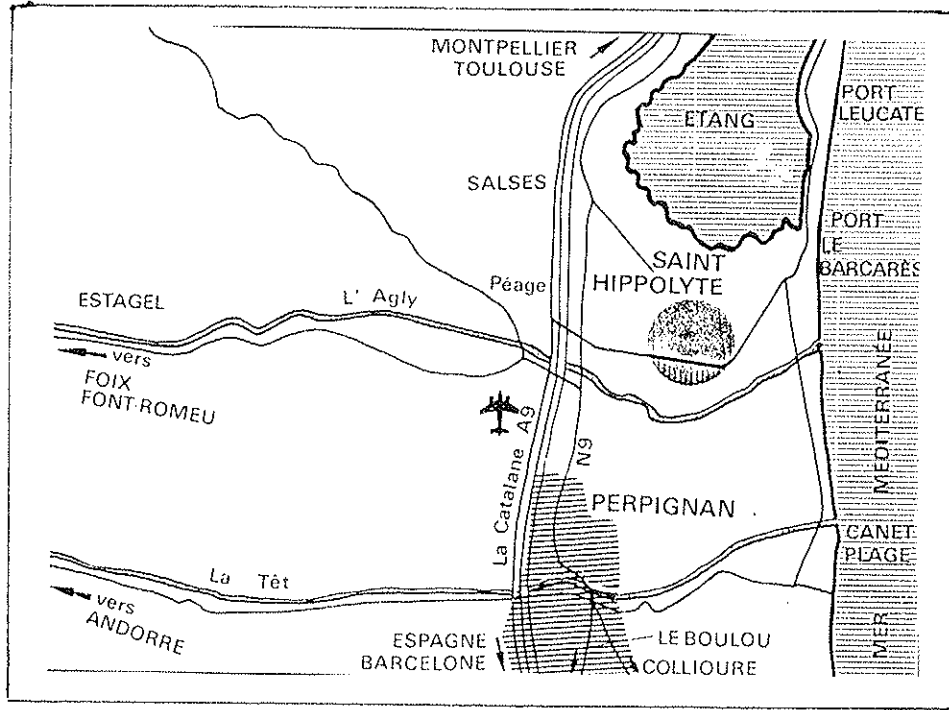 MONTPELLIER
TOULOUSE
ETANG
PORT
LEUCATE
SALSES
PORT
LE
BARCARÈS
SAINT
HIPPOLYTE
Péage
L' Agly
ESTAGEL
vers
FOIX
FONT-ROMEU
La Catalane A9
N9
MER MÉDITERRANÉE
PERPIGNAN
CANET
PLAGE
La Têt
vers
ANDORRE
ESPAGNE
BARCELONE
LE BOULOU
COLLIOURE